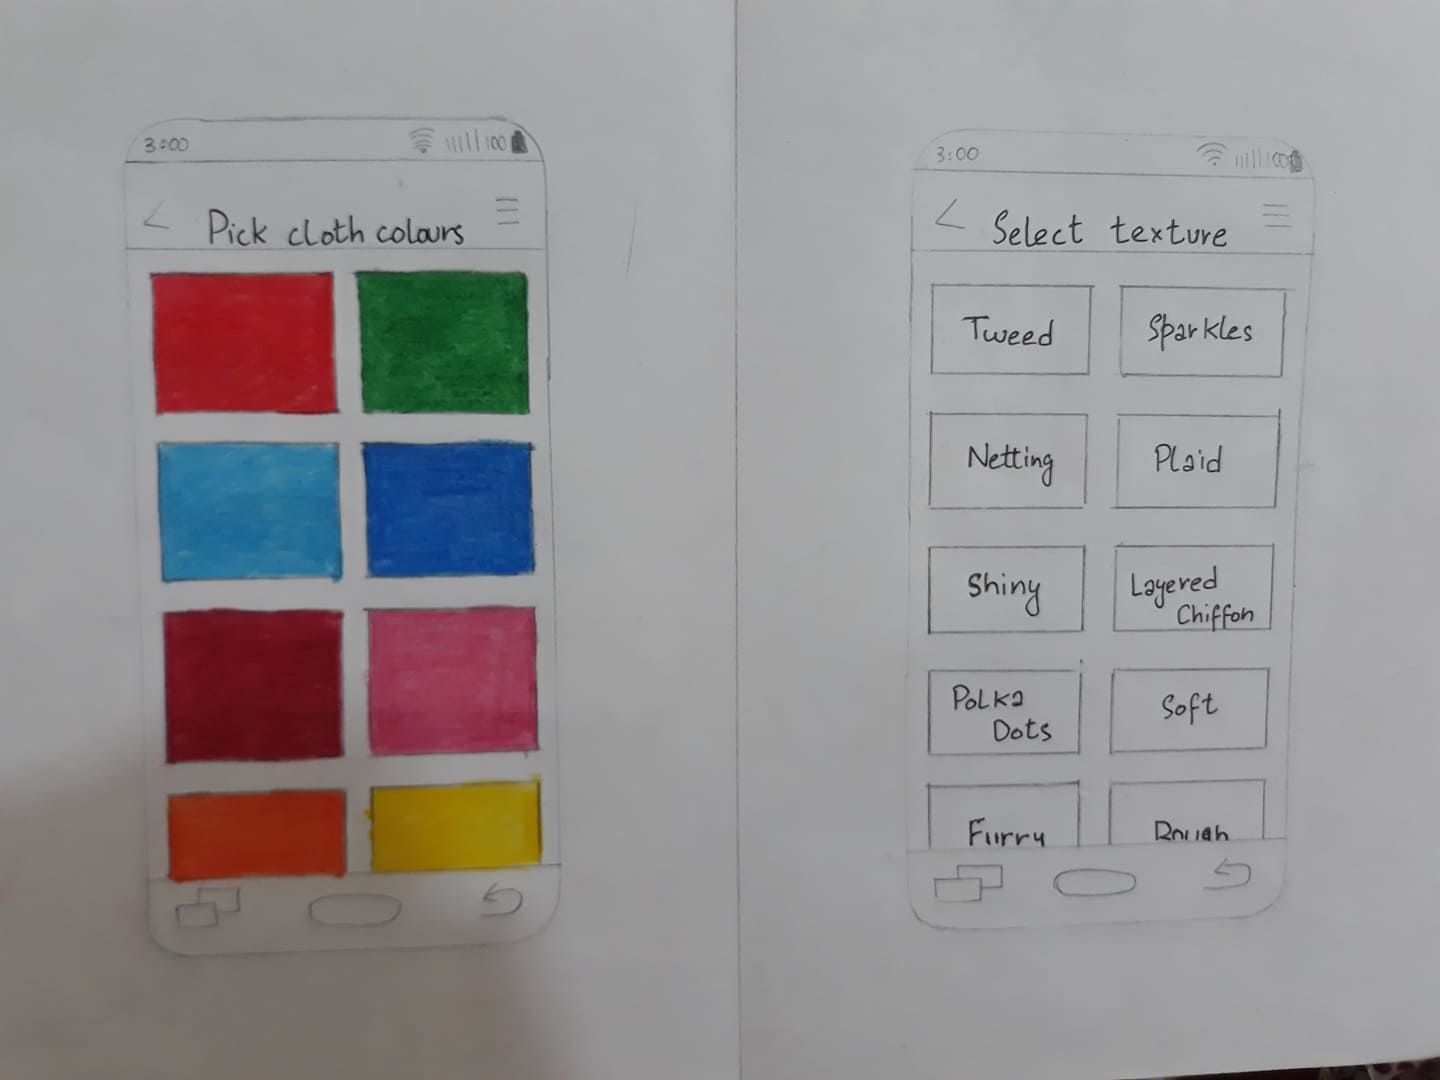 3:00
100
Pick cloth colours
3:00
100
Select texture
Tweed
Sparkles
Netting
Plaid
Shiny
Layered
Chiffon
Polka
Dots
Soft
Furry
Rough